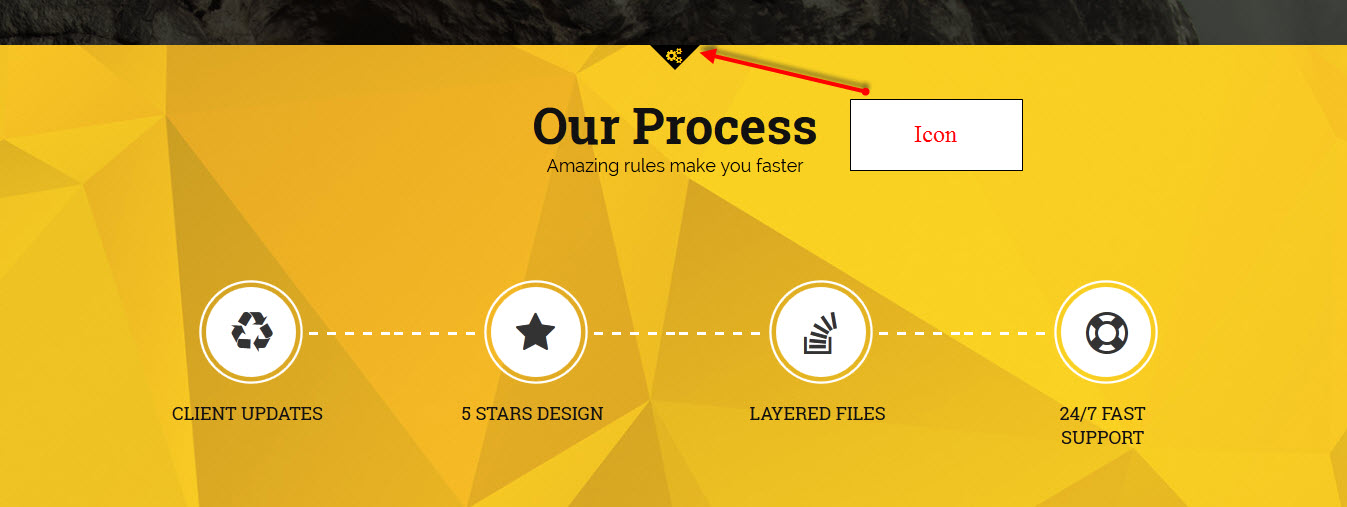 Our Process
Amazing rules make you faster
Icon
CLIENT UPDATES
5 STARS DESIGN
LAYERED FILES
24/7 FAST
SUPPORT